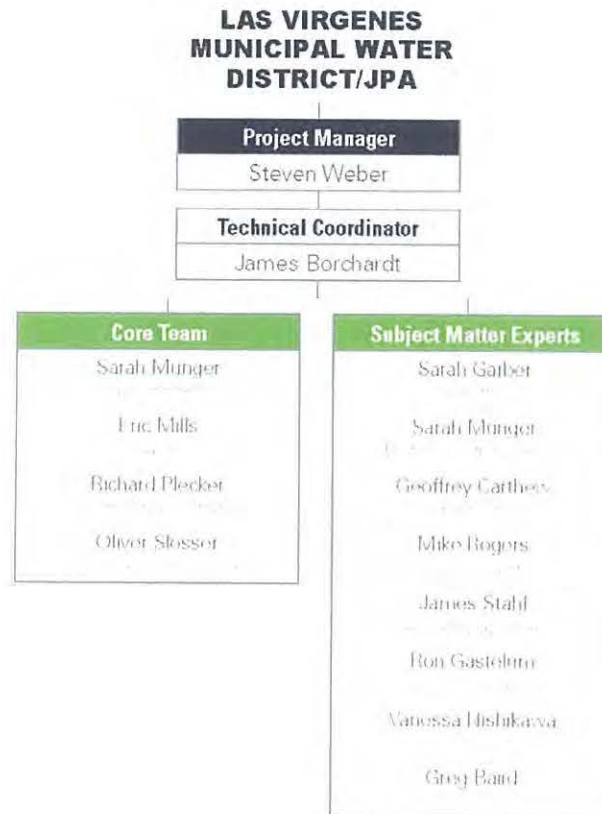 LAS VIRGENES
MUNICIPAL WATER
DISTRICT/JPA
Project Manager
Steven Weber
Technical Coordinator
James Borchardt
Core Team
Sarah Munger
Eric Mills
Richard Plecker
Oliver Slosser
Subject Matter Experts
Sarah Garber
Sarah Munger
Geoffrey Carthew
Mike Rogers
James Stahl
Ron Gastelum
Vanessa Nishikawa
Greg Baird